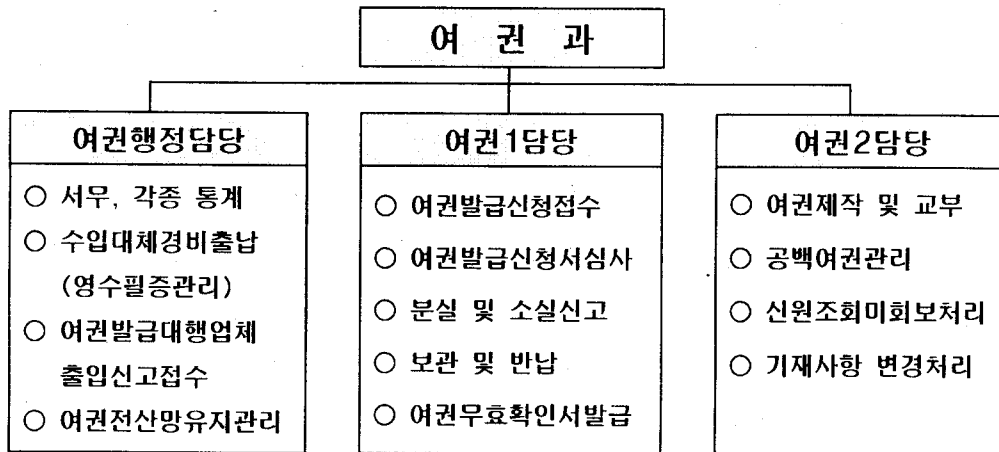 여 권 과
여권행정담당
○ 서무, 각종 통계
○ 수입대체경비출납
(영수필증관리)
○ 여권발급대행업체
출입신고접수
○ 여권전산망유지관리
여권1담당
○ 여권발급신청접수
○ 여권발급신청서심사
○ 분실 및 소실신고
○ 보관 및 반납
○ 여권무효확인서발급
여권2담당
○ 여권제작 및 교부
○ 공백여권관리
○ 신원조회미회보처리
○ 기재사항 변경처리